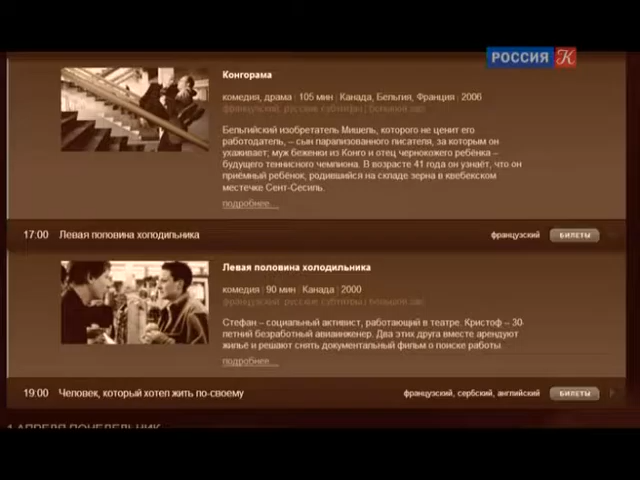 РОССИЯ К
Конгорама
комедия, драма | 105 мин | Канада, Бельгия, Франция | 2006
французский, русские субтитры | большой зал
Бельгийский изобретатель Мишель, которого не ценит его
работодатель, – сын парализованного писателя, за которым он
ухаживает; муж беженки из Конго и отец чернокожего ребёнка –
будущего теннисного чемпиона. В возрасте 41 года он узнаёт, что он
приёмный ребёнок, родившийся на складе зерна в квебекском
местечке Сент-Сесиль.
подробнее...
17:00 Левая половина холодильника французский БИЛЕТЫ
Левая половина холодильника
комедия | 90 мин | Канада | 2000
французский, русские субтитры | большой зал
Стефан – социальный активист, работающий в театре. Кристоф – 30-
летний безработный авиаинженер. Два этих друга вместе арендуют
жильё и решают снять документальный фильм о поиске работы.
подробнее...
19:00 Человек, который хотел жить по-своему французский, сербский, английский БИЛЕТЫ
1 АПРЕЛЯ ПОНЕДЕЛЬНИК